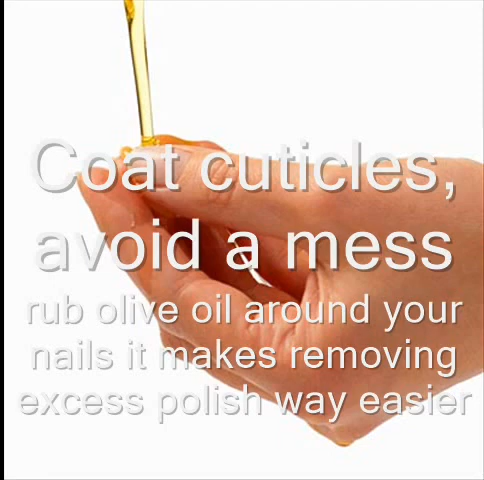 Coat cuticles,
avoid a mess
rub olive oil around your
nails it makes removing
excess polish way easier